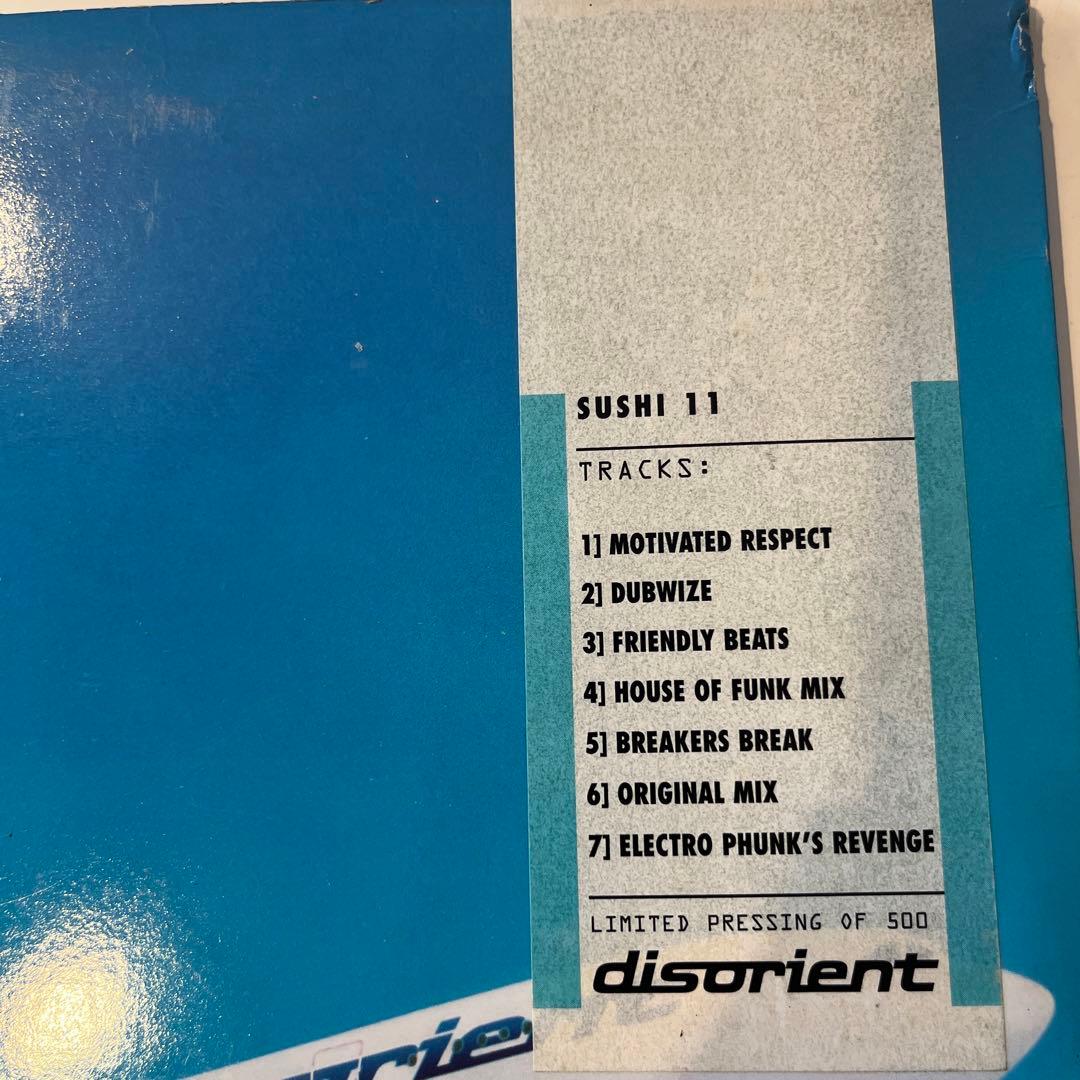 SUSHI 11
TRACKS:
1] MOTIVATED RESPECT
2] DUBWIZE
3] FRIENDLY BEATS
4] HOUSE OF FUNK MIX
5] BREAKERS BREAK
6] ORIGINAL MIX
7] ELECTRO PHUNK'S REVENGE
LIMITED PRESSING OF 500
disorient